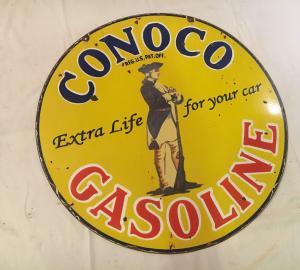 CONOCO
REG. U.S. PAT. OFF.
Extra Life for your car
GASOLINE